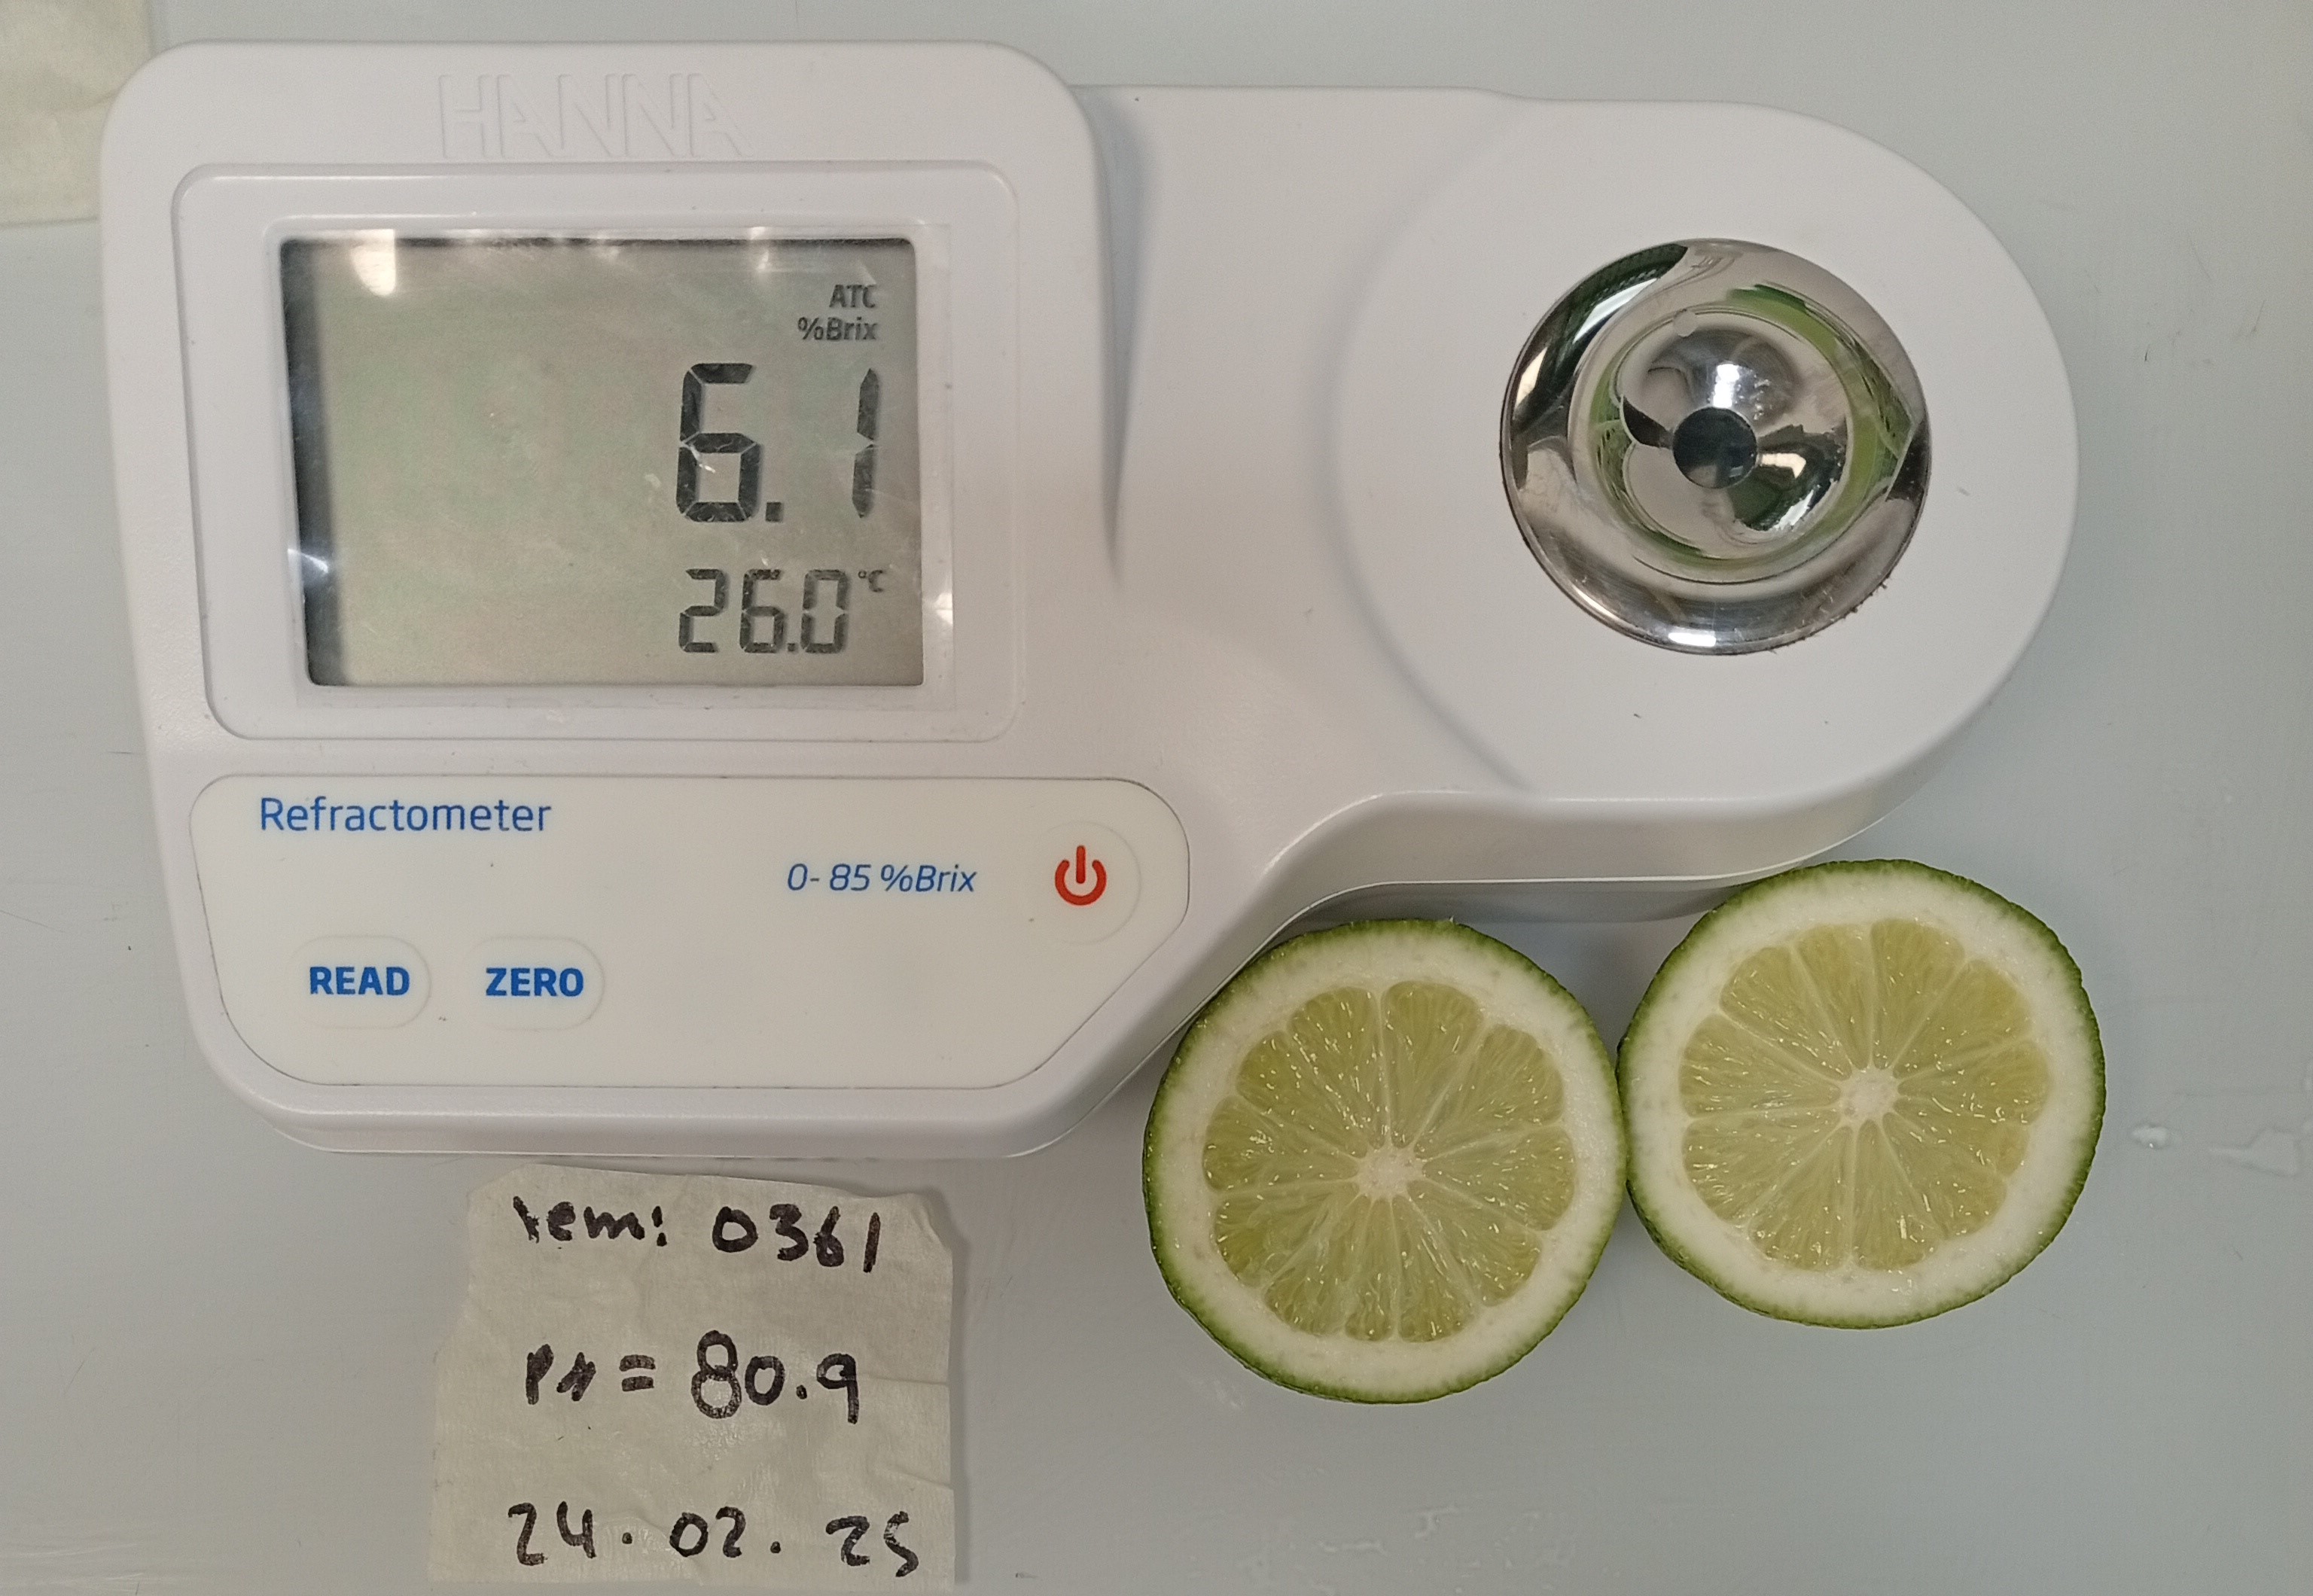 HANNA
ATC
%Brix
6.1
26.0°C
Refractometer
0-85 %Brix
READ ZERO
lem: 0361
= 80.9
24.02.25